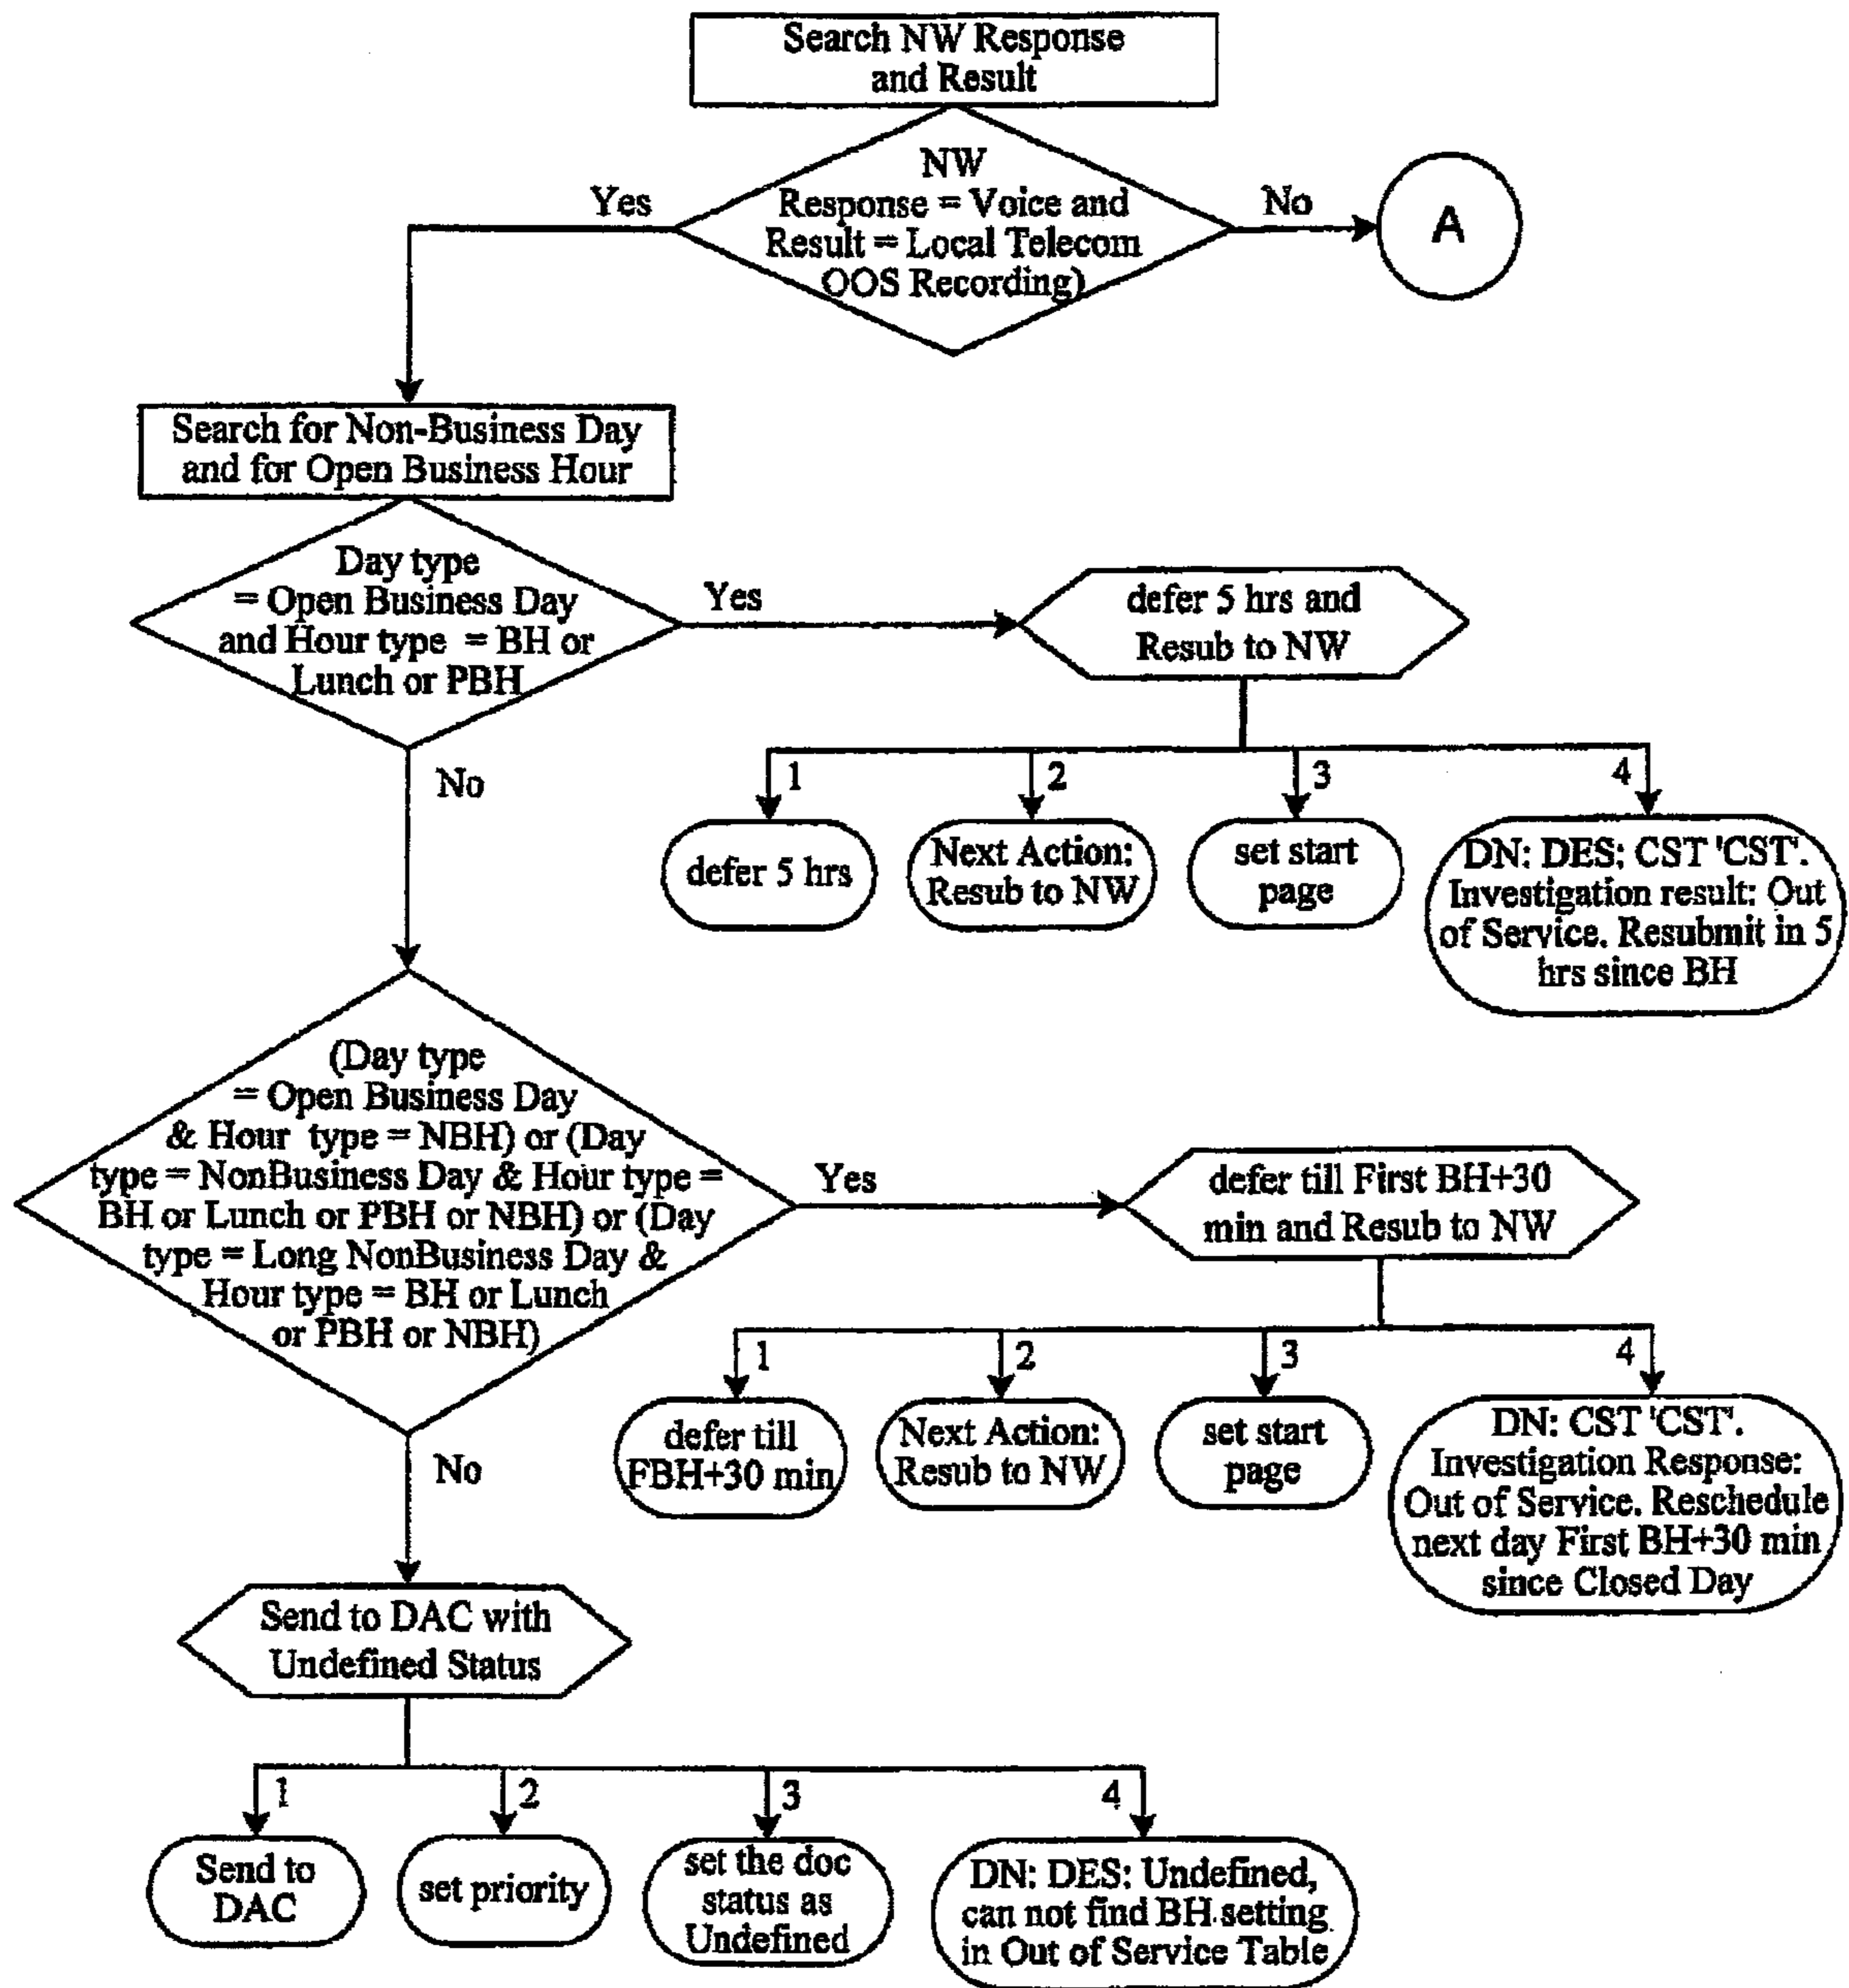 Search NW Response
and Result
NW
Response = Voice and
Result = Local Telecom
OOS Recording)
Yes
No
A
Search for Non-Business Day
and for Open Business Hour
Day type
= Open Business Day
and Hour type = BH or
Lunch or PBH
Yes
defer 5 hrs and
Resub to NW
No
1
2
3
4
defer 5 hrs
Next Action:
Resub to NW
set start
page
DN: DES; CST 'CST'.
Investigation result: Out
of Service. Resubmit in 5
hrs since BH
(Day type
= Open Business Day
& Hour type = NBH) or (Day
type = NonBusiness Day & Hour type =
BH or Lunch or PBH or NBH) or (Day
type = Long NonBusiness Day &
Hour type = BH or Lunch
or PBH or NBH)
Yes
defer till First BH+30
min and Resub to NW
No
1
2
3
4
defer till
FBH+30 min
Next Action:
Resub to NW
set start
page
DN: CST 'CST'.
Investigation Response:
Out of Service. Reschedule
next day First BH+30 min
since Closed Day
Send to DAC with
Undefined Status
1
2
3
4
Send to
DAC
set priority
set the doc
status as
Undefined
DN: DES: Undefined,
can not find BH setting
in Out of Service Table